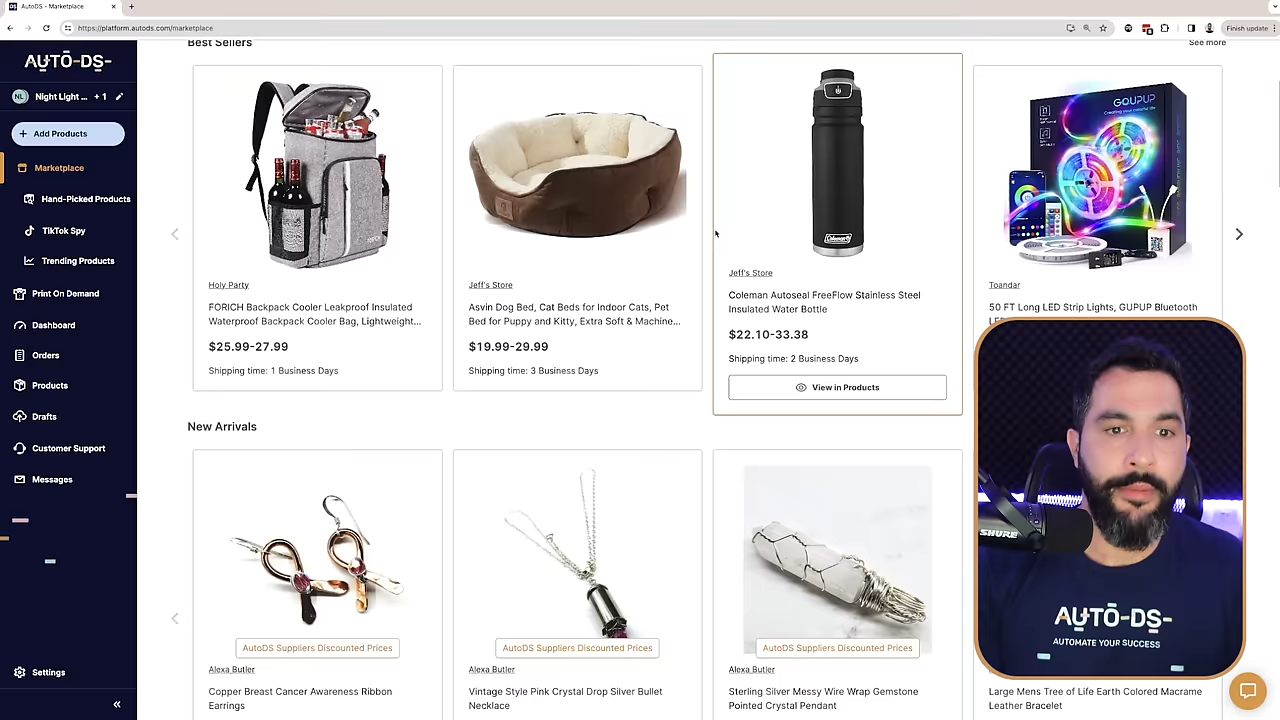 AutoDS - Marketplace
https://platform.autods.com/marketplace
Finish update
AUTO-DS-
NL Night Light ... + 1
+ Add Products
Marketplace
Hand-Picked Products
TikTok Spy
Trending Products
Print On Demand
Dashboard
Orders
Products
Drafts
Customer Support
Messages
Settings
Best Sellers
See more
Holy Party
FORICH Backpack Cooler Leakproof Insulated
Waterproof Backpack Cooler Bag, Lightweight...
$25.99-27.99
Shipping time: 1 Business Days
Jeff's Store
Asvin Dog Bed, Cat Beds for Indoor Cats, Pet
Bed for Puppy and Kitty, Extra Soft & Machine...
$19.99-29.99
Shipping time: 3 Business Days
Coleman
Jeff's Store
Coleman Autoseal FreeFlow Stainless Steel
Insulated Water Bottle
$22.10-33.38
Shipping time: 2 Business Days
View in Products
GUPUP
Toandar
50 FT Long LED Strip Lights, GUPUP Bluetooth
New Arrivals
AutoDS Suppliers Discounted Prices
Alexa Butler
Copper Breast Cancer Awareness Ribbon
Earrings
AutoDS Suppliers Discounted Prices
Alexa Butler
Vintage Style Pink Crystal Drop Silver Bullet
Necklace
AutoDS Suppliers Discounted Prices
Alexa Butler
Sterling Silver Messy Wire Wrap Gemstone
Pointed Crystal Pendant
Large Mens Tree of Life Earth Colored Macrame
Leather Bracelet
SHURE
AUTO-DS-
AUTOMATE YOUR SUCCESS